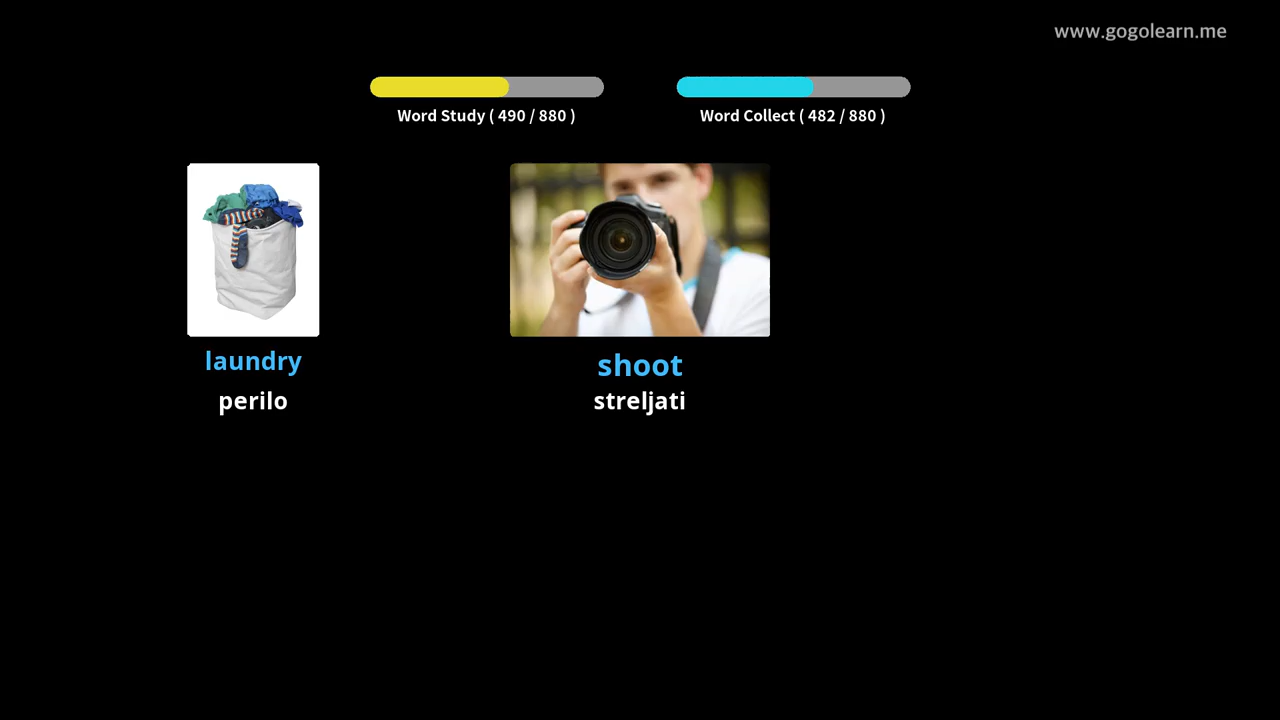 www.gogolearn.me
Word Study ( 490 / 880 )
Word Collect ( 482 / 880 )
laundry
perilo
shoot
streljati